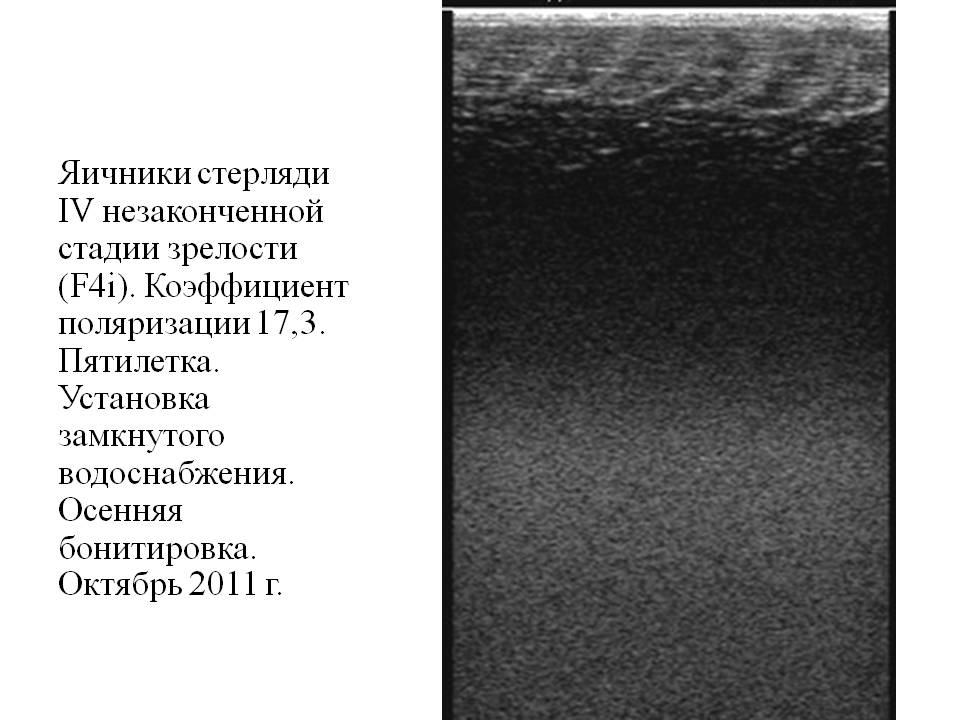 Яичники стерляди
IV незаконченной
стадии зрелости
(F4i). Коэффициент
поляризации 17,3.
Пятилетка.
Установка
замкнутого
водоснабжения.
Осенняя
бонитировка.
Октябрь 2011 г.